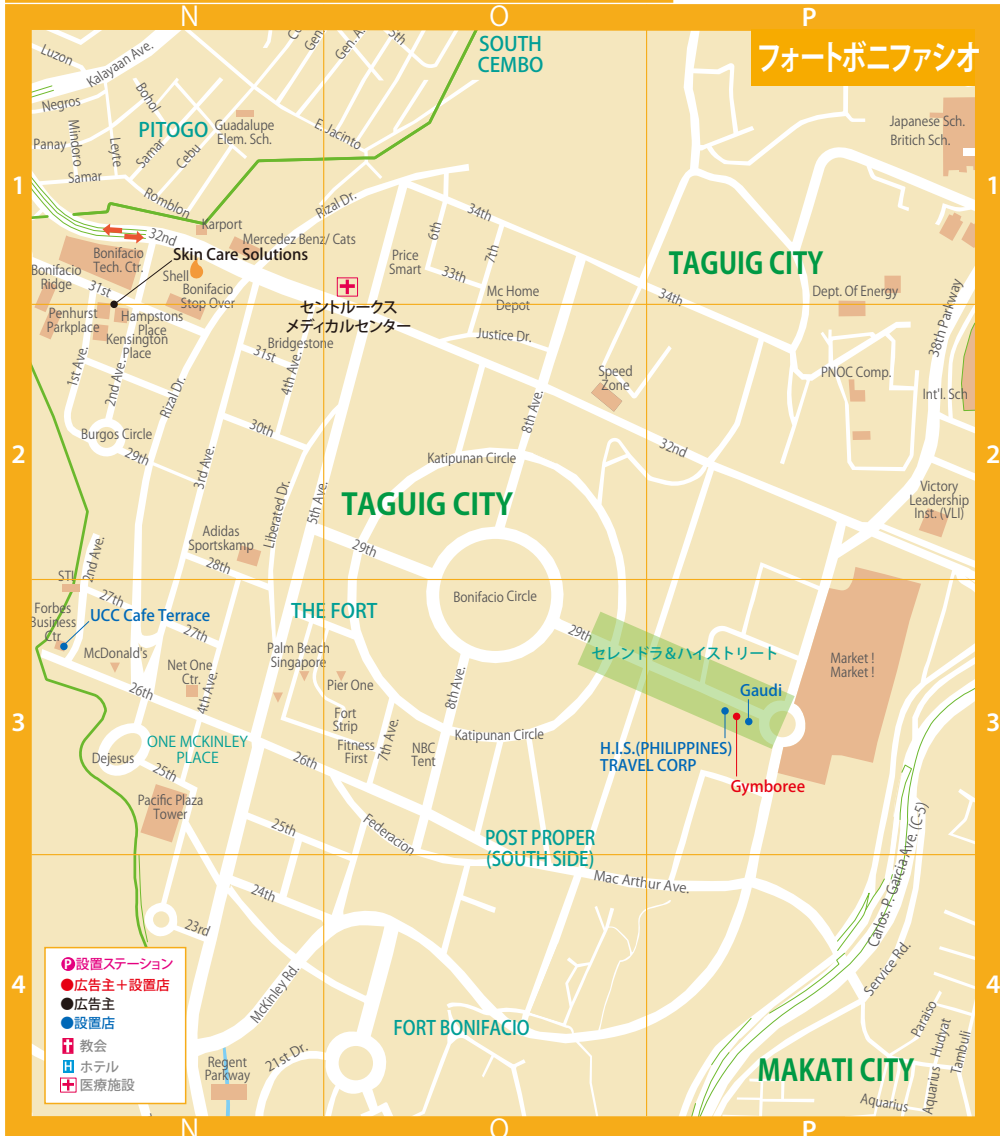 N
O
P
フォートボニファシオ
SOUTH
CEMBO
Luzon
Kalayaan Ave.
Gen. A
5th
Negros
Bohol
PITOGO
Guadalupe
Elem. Sch.
E. Jacinto
Japanese Sch.
Britich Sch.
Panay
Mindoro
Leyte
Samar
Cebu
Samar
1
1
Romblon
Rizal Dr.
34th
Karport
32nd
6th
7th
Mercedez Benz/ Cats
Bonifacio
Tech. Ctr.
Skin Care Solutions
Price
Smart
33th
TAGUIG CITY
Bonifacio
Ridge
31st
Shell
Bonifacio
Stop Over
Mc Home
Depot
34th
Dept. Of Energy
38th Parkway
セントルークス
メディカルセンター
Penhurst
Parkplace
Hampstons
Place
Kensington
Place
Bridgestone
Justice Dr.
31st
4th Ave.
1st Ave.
2nd Ave.
Rizal Dr.
Speed
Zone
PNOC Comp.
Int'l. Sch
8th Ave.
Burgos Circle
30th
32nd
2
2
29th
3rd Ave.
Katipunan Circle
Liberated Dr.
5th Ave.
TAGUIG CITY
Victory
Leadership
Inst. (VLI)
Adidas
Sportskamp
29th
28th
2nd Ave.
STI
27th
Bonifacio Circle
Forbes
Business
Ctr
UCC Cafe Terrace
THE FORT
27th
29th
McDonald's
Palm Beach
Singapore
セレンドラ&ハイストリート
Market !
Market !
Net One
Ctr.
4th Ave.
Pier One
8th Ave.
Gaudi
26th
Fort
Strip
7th Ave.
3
3
ONE MCKINLEY
PLACE
Fitness
First
NBC
Tent
Katipunan Circle
H.I.S.(PHILIPPINES)
TRAVEL CORP
Dejesus
26th
25th
Gymboree
Pacific Plaza
Tower
25th
Federacion
POST PROPER
(SOUTH SIDE)
Carlos. P. Garcia Ave. (C-5)
Mac Arthur Ave.
24th
23rd
P設置ステーション
広告主+設置店
広告主
設置店
教会
H ホテル
医療施設
4
4
McKinley Rd.
Service Rd.
FORT BONIFACIO
Paraiso
Hudyat
Tambuli
Regent
Parkway
21st Dr.
MAKATI CITY
Aquarius
Aquarius
N
O
P